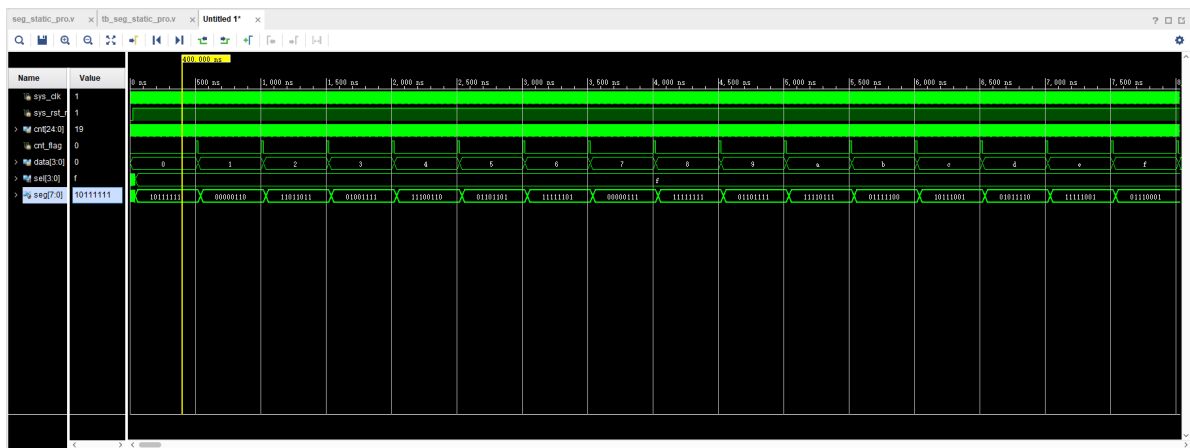 seg_static_pro.v × tb_seg_static_pro.v × Untitled 1* × ?
400.000 ns
Name Value 0 ns 500 ns 1,000 ns 1,500 ns 2,000 ns 2,500 ns 3,000 ns 3,500 ns 4,000 ns 4,500 ns 5,000 ns 5,500 ns 6,000 ns 6,500 ns 7,000 ns 7,500 ns 8
sys_clk 1
sys_rst_r 1
cnt[24:0] 19
cnt_flag 0
data[3:0] 0 0 1 2 3 4 5 6 7 8 9 a b c d e f
sel[3:0] f f
seg[7:0] 10111111 10111111 00000110 11011011 01001111 11100110 01101101 11111101 00000111 11111111 01101111 11110111 01111100 10111001 01011110 11111001 01110001